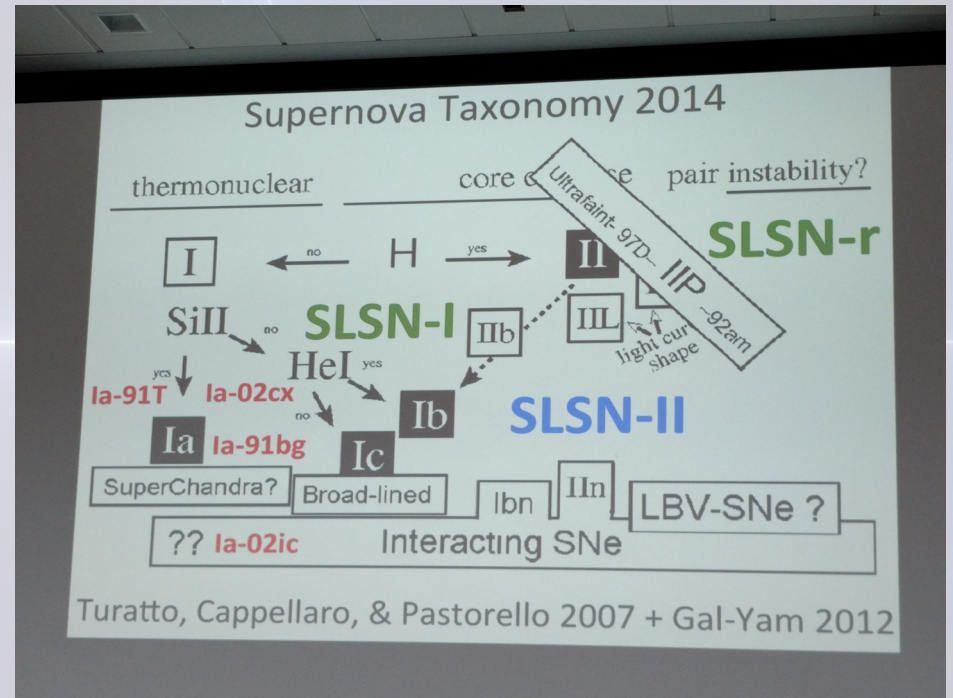 Supernova Taxonomy 2014
thermonuclear
core
se
pair instability?
Ultrafaint- 97D-- IIP --92am
SLSN-r
I
no
H
yes
II
SiII
no
SLSN-I
IIb
IIL
light cur
shape
HeI
yes
yes
Ia-91T
Ia-02cx
no
Ib
SLSN-II
Ia
Ia-91bg
Ic
SuperChandra?
Broad-lined
Ibn
IIn
LBV-SNe ?
?? Ia-02ic
Interacting SNe
Turatto, Cappellaro, & Pastorello 2007 + Gal-Yam 2012